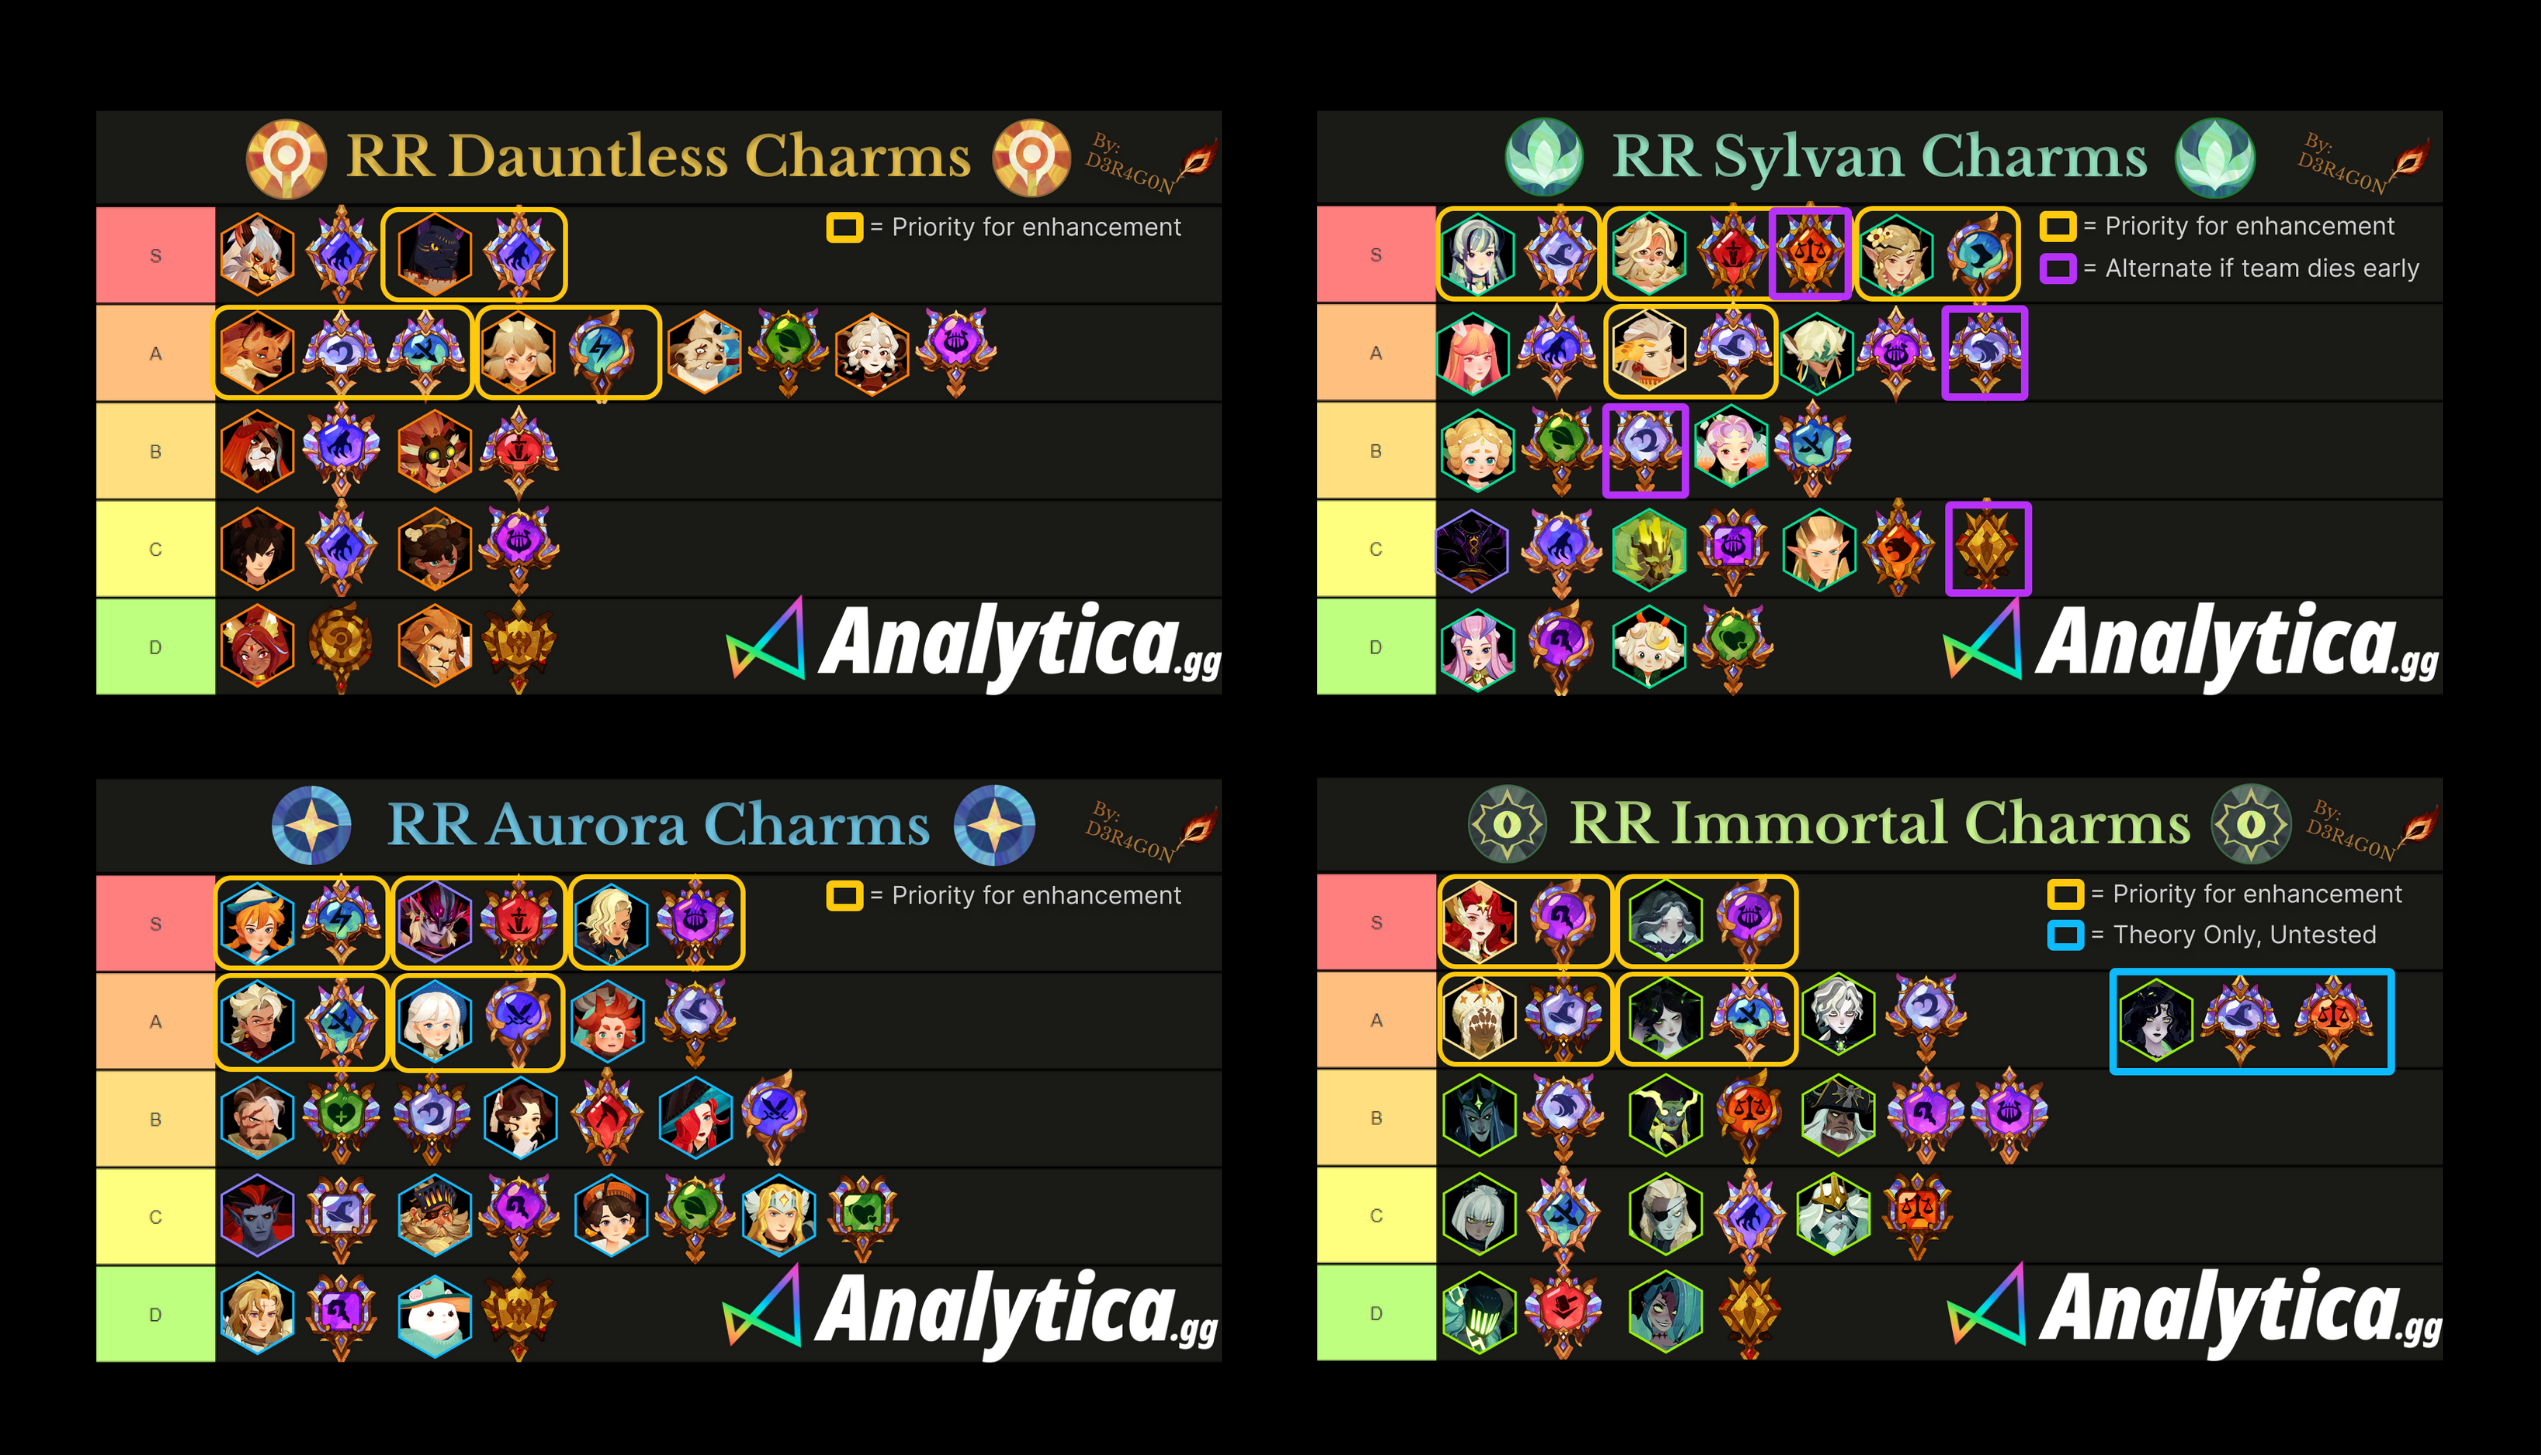 RR Dauntless Charms
By:
D3R4G0N
= Priority for enhancement
S
A
B
C
D
Analytica.gg
RR Sylvan Charms
By:
D3R4G0N
= Priority for enhancement
= Alternate if team dies early
S
A
B
C
D
Analytica.gg
RR Aurora Charms
By:
D3R4G0N
= Priority for enhancement
S
A
B
C
D
Analytica.gg
RR Immortal Charms
By:
D3R4G0N
= Priority for enhancement
= Theory Only, Untested
S
A
B
C
D
Analytica.gg